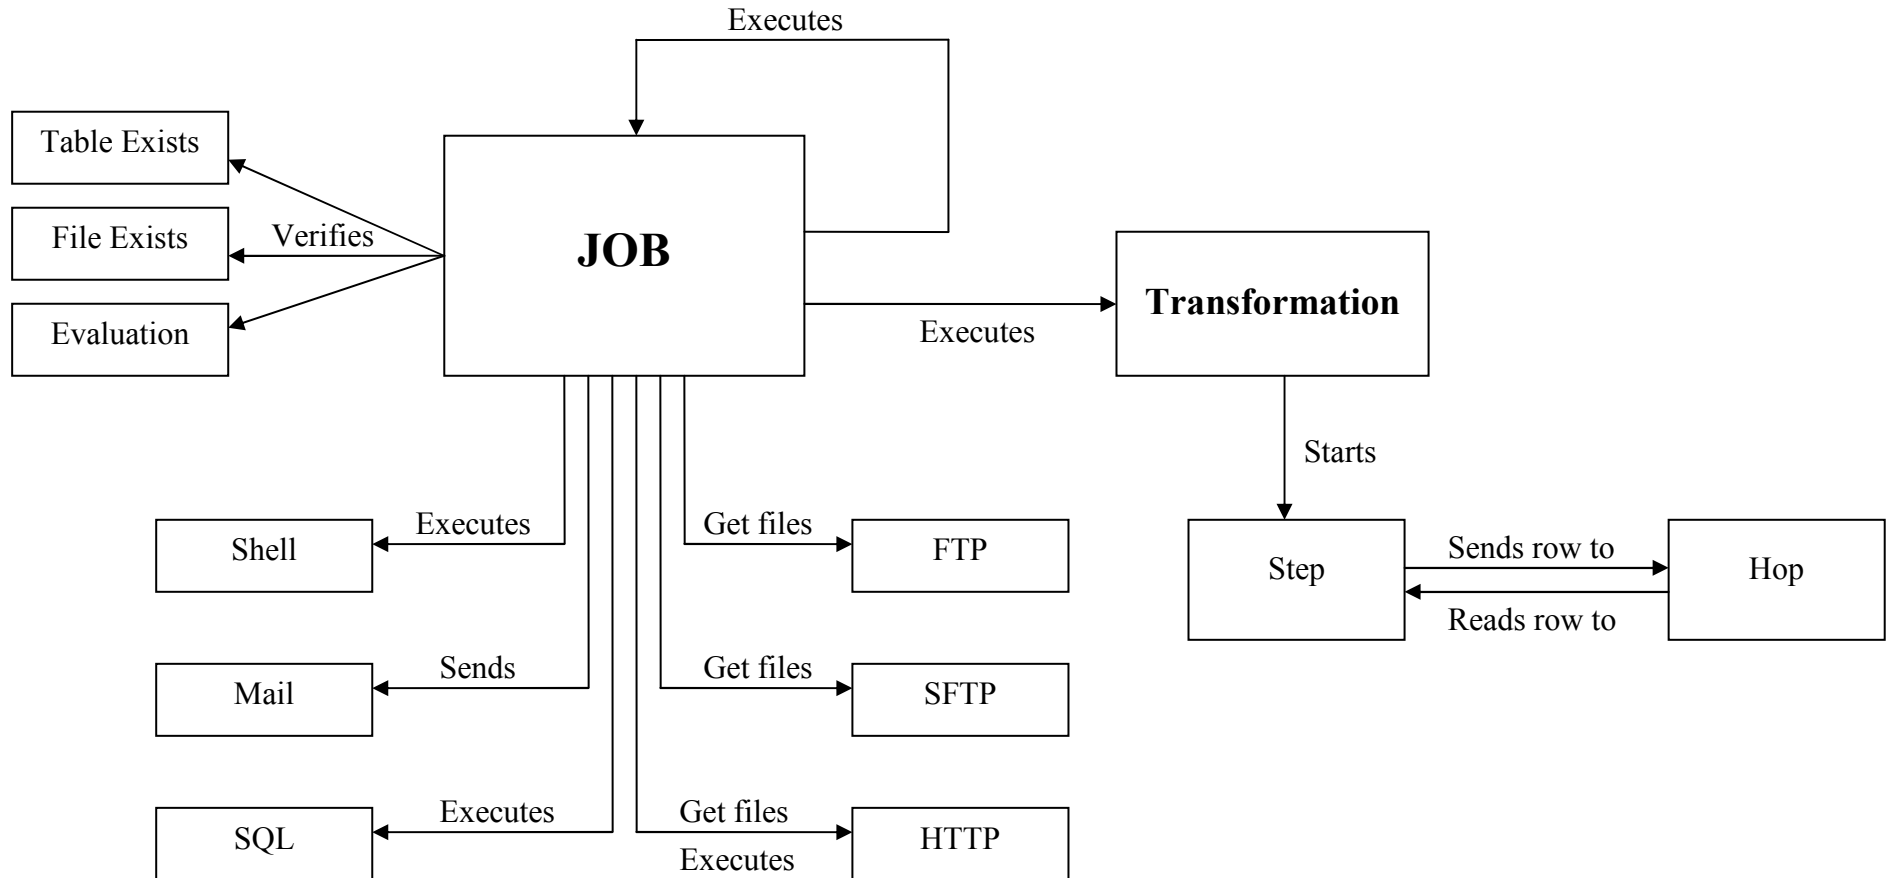 Executes
Table Exists
File Exists
Verifies
Evaluation
JOB
Executes
Transformation
Starts
Shell
Executes
Get files
FTP
Step
Sends row to
Reads row to
Hop
Mail
Sends
Get files
SFTP
SQL
Executes
Get files
Executes
HTTP